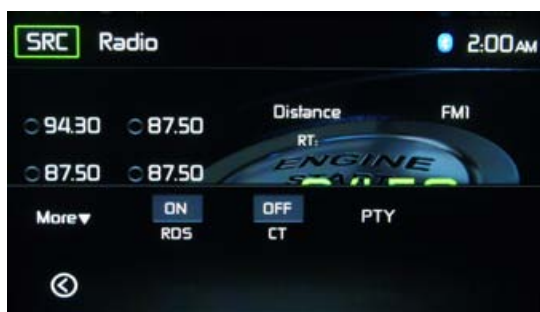 SRC Radio 2:00AM
Distance FM1
94.30 87.50
RT:
ENGINE
87.50 87.50
More▼ ON OFF PTY
RDS CT